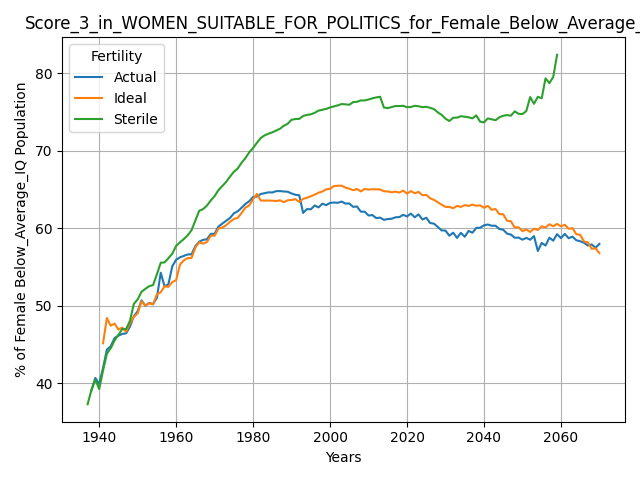 Score_3_in_WOMEN_SUITABLE_FOR_POLITICS_for_Female_Below_Average_
Fertility
Actual
Ideal
Sterile
% of Female Below_Average_IQ Population
80
70
60
50
40
1940
1960
1980
2000
2020
2040
2060
Years